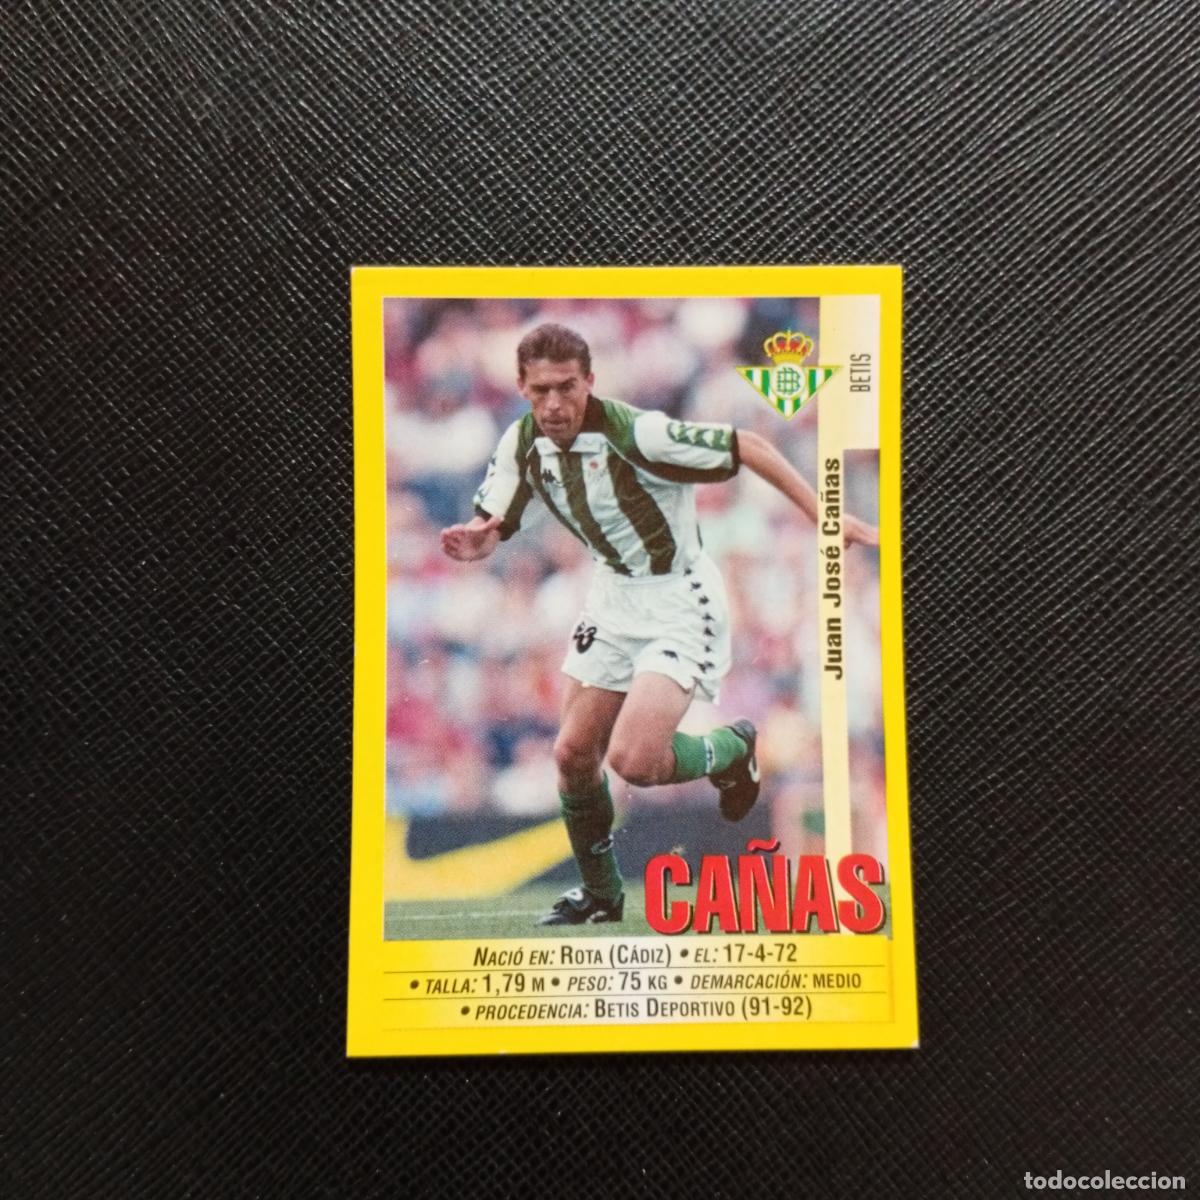 BETIS
Juan José Cañas
CAÑAS
NACIÓ EN: ROTA (CÁDIZ) • EL: 17-4-72
• TALLA: 1,79 M • PESO: 75 KG • DEMARCACIÓN: MEDIO
• PROCEDENCIA: BETIS DEPORTIVO (91-92)
todocoleccion